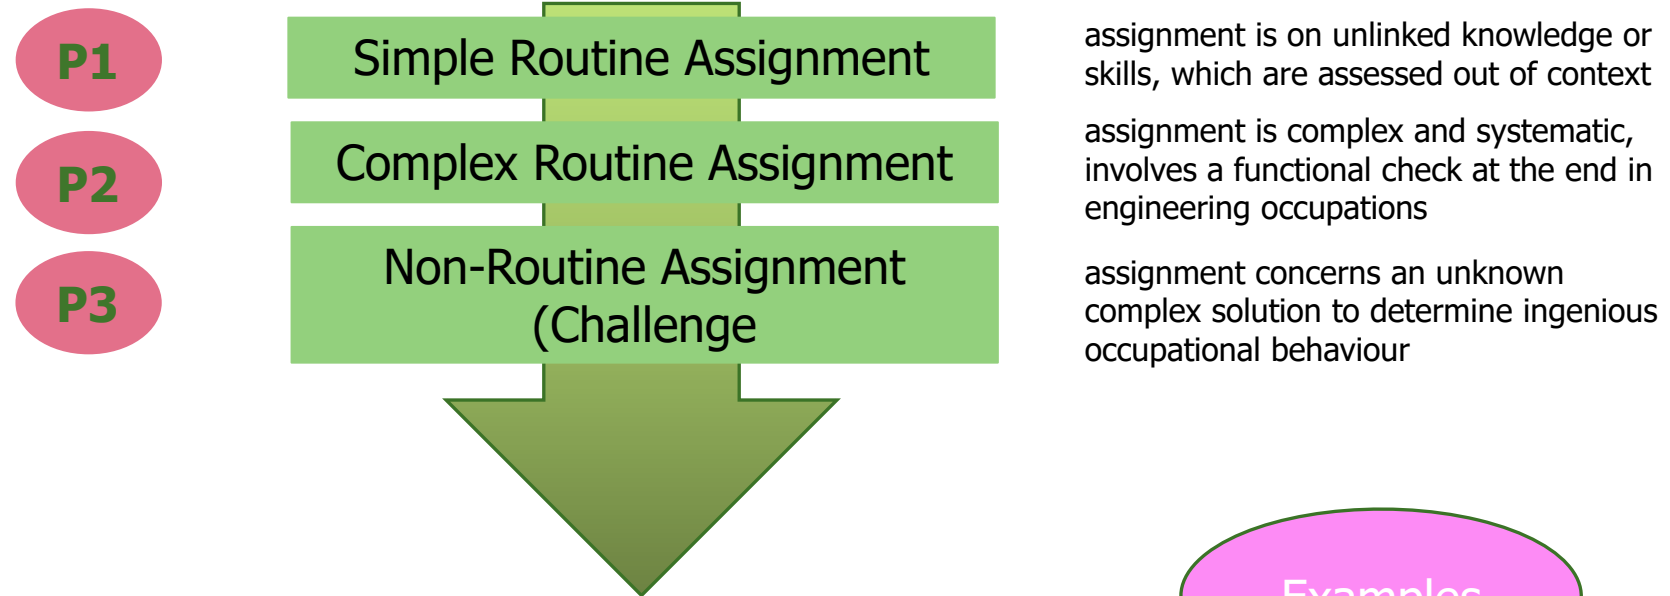 P1
Simple Routine Assignment
assignment is on unlinked knowledge or
skills, which are assessed out of context
P2
Complex Routine Assignment
assignment is complex and systematic,
involves a functional check at the end in
engineering occupations
P3
Non-Routine Assignment
(Challenge
assignment concerns an unknown
complex solution to determine ingenious
occupational behaviour
Examples